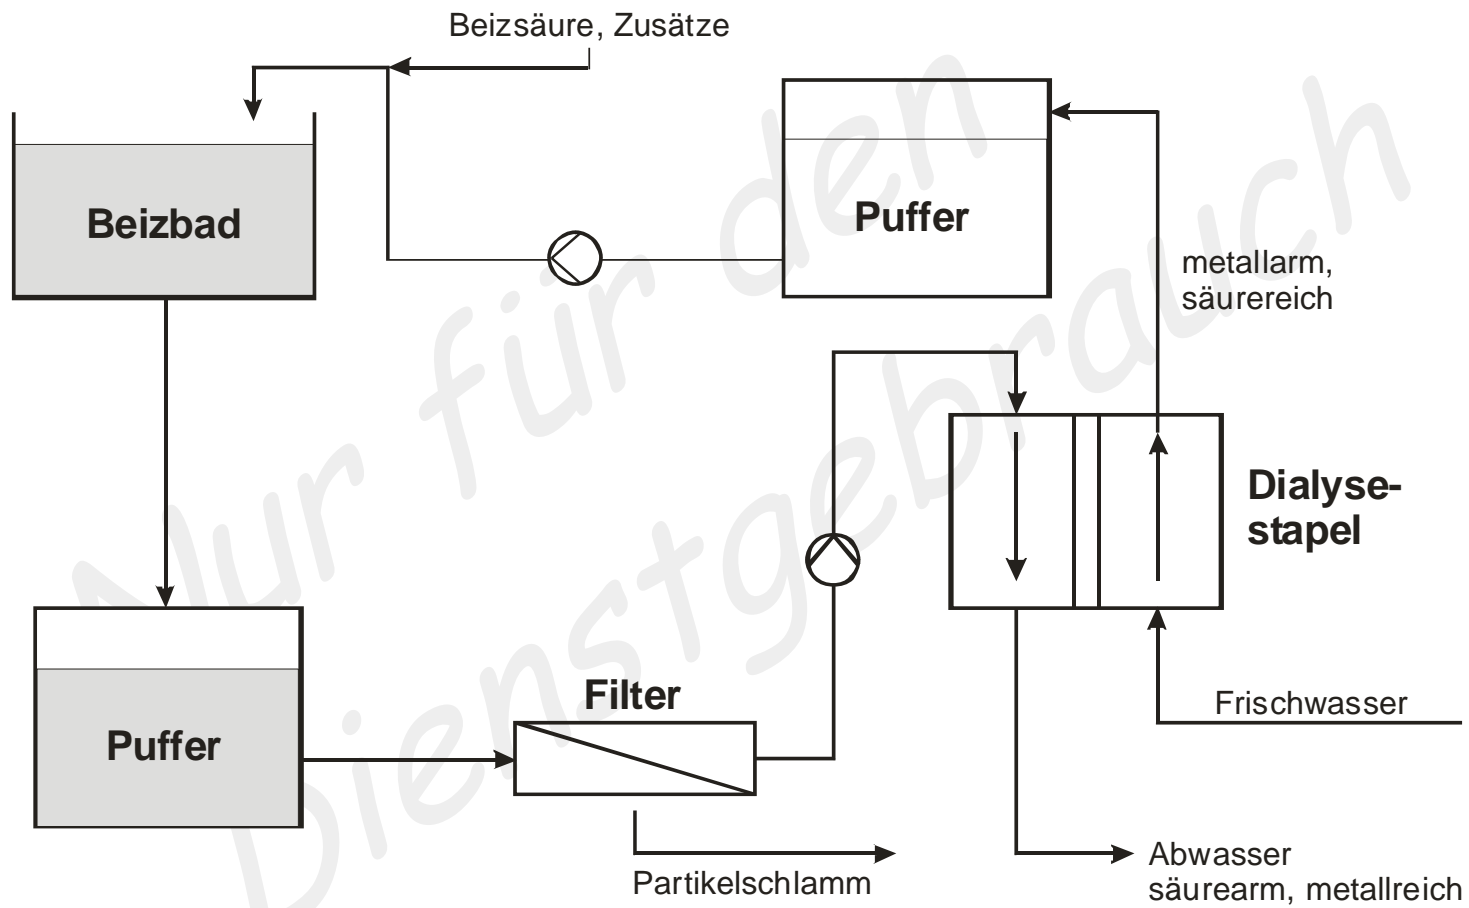 Beizsäure, Zusätze
Beizbad
Puffer
metallarm,
säurereich
Dialyse-
stapel
Filter
Puffer
Frischwasser
Partikelschlamm
Abwasser
säurearm, metallreich
Nur für den
Dienstgebrauch